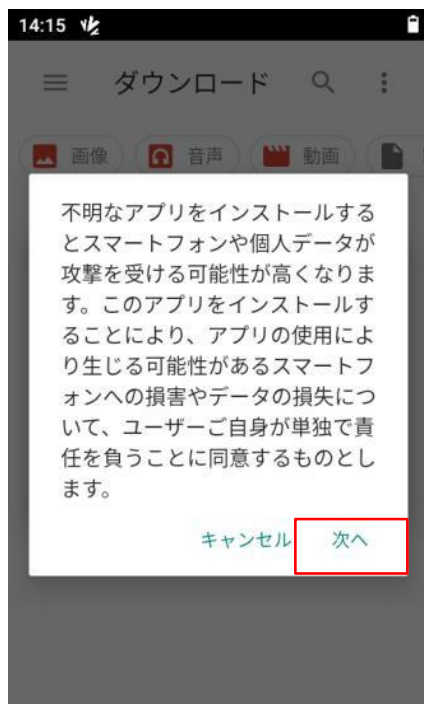 14:15
ダウンロード
画像
音声
動画
不明なアプリをインストールする
とスマートフォンや個人データが
攻撃を受ける可能性が高くなりま
す。このアプリをインストールす
ることにより、アプリの使用によ
り生じる可能性があるスマートフ
ォンへの損害やデータの損失につ
いて、ユーザーご自身が単独で責
任を負うことに同意するものとし
ます。
キャンセル 次へ